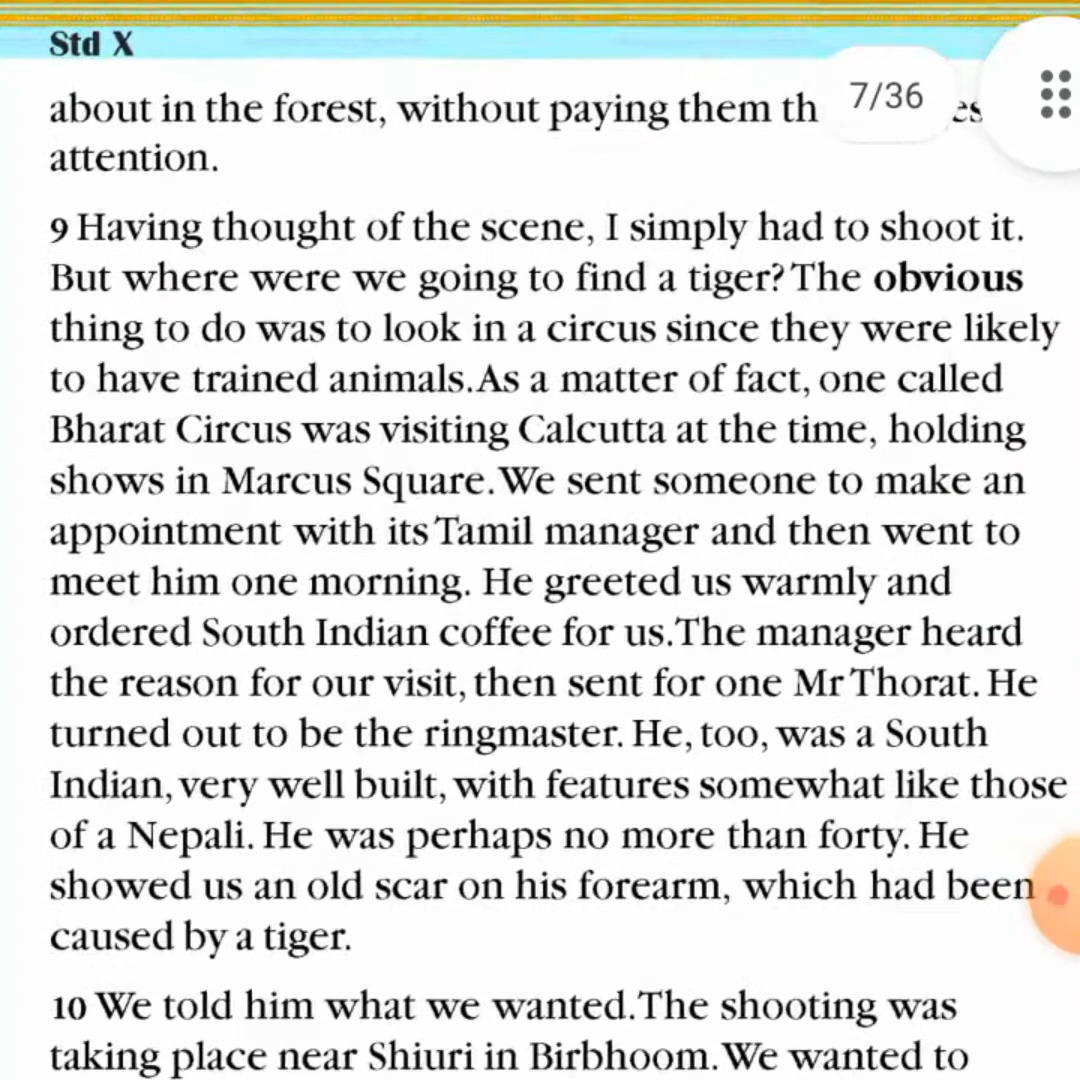 Std X
7/36
about in the forest, without paying them th
attention.
9 Having thought of the scene, I simply had to shoot it.
But where were we going to find a tiger? The obvious
thing to do was to look in a circus since they were likely
to have trained animals. As a matter of fact, one called
Bharat Circus was visiting Calcutta at the time, holding
shows in Marcus Square. We sent someone to make an
appointment with its Tamil manager and then went to
meet him one morning. He greeted us warmly and
ordered South Indian coffee for us. The manager heard
the reason for our visit, then sent for one Mr Thorat. He
turned out to be the ringmaster. He, too, was a South
Indian, very well built, with features somewhat like those
of a Nepali. He was perhaps no more than forty. He
showed us an old scar on his forearm, which had been
caused by a tiger.
10 We told him what we wanted. The shooting was
taking place near Shiuri in Birbhoom. We wanted to